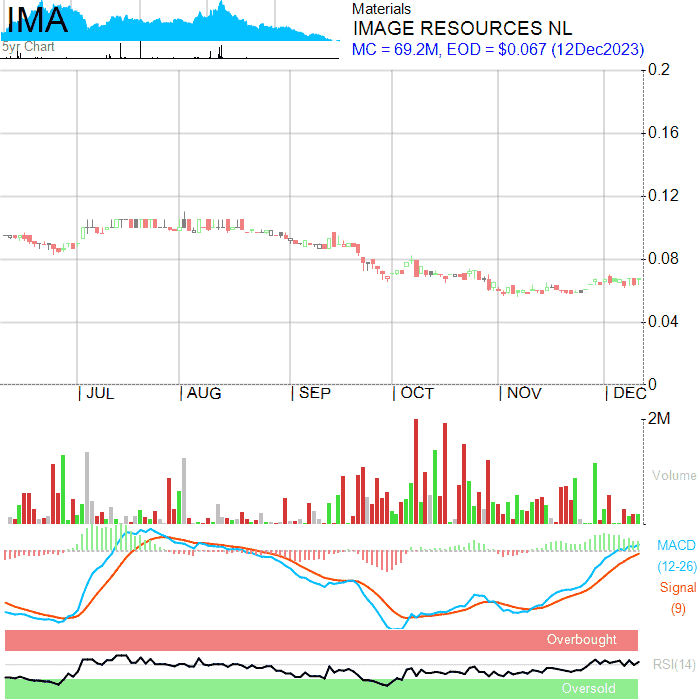 IMA
5yr Chart
Materials
IMAGE RESOURCES NL
MC = 69.2M, EOD = $0.067 (12Dec2023)
0.2
0.16
0.12
0.08
0.04
0
JUL AUG SEP OCT NOV DEC
2M
Volume
MACD
(12-26)
Signal
(9)
Overbought
RSI(14)
Oversold